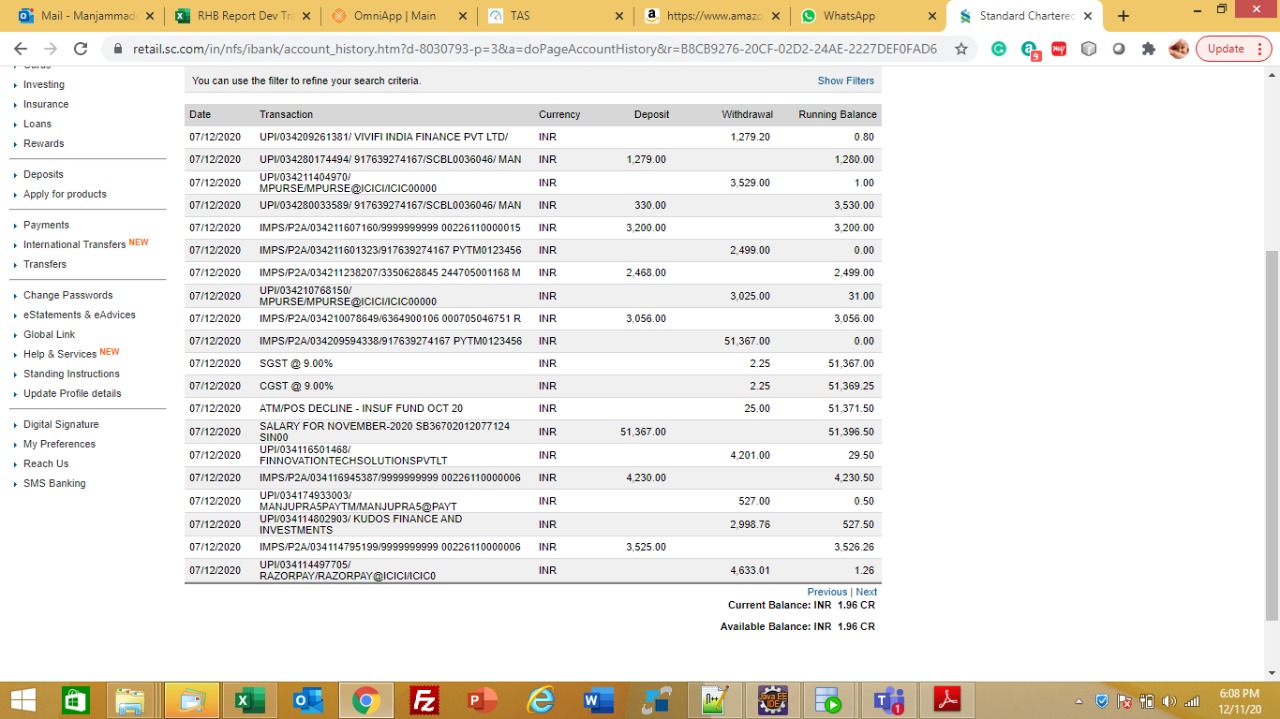 Mail - Manjammade
RHB Report Dev Tra
OmniApp | Main
TAS
https://www.amazo
WhatsApp
Standard Chartered
retail.sc.com/in/nfs/ibank/account_history.htm?d-8030793-p=3&a=doPageAccountHistory&r=B8CB9276-20CF-02D2-24AE-2227DEF0FAD6
9
Update
Cards
Investing
Insurance
Loans
Rewards
Deposits
Apply for products
Payments
International Transfers NEW
Transfers
Change Passwords
eStatements & eAdvices
Global Link
Help & Services NEW
Standing Instructions
Update Profile details
Digital Signature
My Preferences
Reach Us
SMS Banking
You can use the filter to refine your search criteria. Show Filters
Date Transaction Currency Deposit Withdrawal Running Balance
07/12/2020 UPI/034209261381/ VIVIFI INDIA FINANCE PVT LTD/ INR 1,279.20 0.80
07/12/2020 UPI/034280174494/ 917639274167/SCBL0036046/ MAN INR 1,279.00 1,280.00
07/12/2020 UPI/034211404970/
MPURSE/MPURSE@ICICI/ICIC00000 INR 3,529.00 1.00
07/12/2020 UPI/034280033589/ 917639274167/SCBL0036046/ MAN INR 330.00 3,530.00
07/12/2020 IMPS/P2A/034211607160/9999999999 00226110000015 INR 3,200.00 3,200.00
07/12/2020 IMPS/P2A/034211601323/917639274167 PYTM0123456 INR 2,499.00 0.00
07/12/2020 IMPS/P2A/034211238207/3350628845 244705001168 M INR 2,468.00 2,499.00
07/12/2020 UPI/034210768150/
MPURSE/MPURSE@ICICI/ICIC00000 INR 3,025.00 31.00
07/12/2020 IMPS/P2A/034210078649/6364900106 000705046751 R INR 3,056.00 3,056.00
07/12/2020 IMPS/P2A/034209594338/917639274167 PYTM0123456 INR 51,367.00 0.00
07/12/2020 SGST @ 9.00% INR 2.25 51,367.00
07/12/2020 CGST @ 9.00% INR 2.25 51,369.25
07/12/2020 ATM/POS DECLINE - INSUF FUND OCT 20 INR 25.00 51,371.50
07/12/2020 SALARY FOR NOVEMBER-2020 SB36702012077124
SIN00 INR 51,367.00 51,396.50
07/12/2020 UPI/034116501468/
FINNOVATIONTECHSOLUTIONSPVTLT INR 4,201.00 29.50
07/12/2020 IMPS/P2A/034116945387/9999999999 00226110000006 INR 4,230.00 4,230.50
07/12/2020 UPI/034174933003/
MANJUPRA5PAYTM/MANJUPRA5@PAYT INR 527.00 0.50
07/12/2020 UPI/034114802903/ KUDOS FINANCE AND
INVESTMENTS INR 2,998.76 527.50
07/12/2020 IMPS/P2A/034114795199/9999999999 00226110000006 INR 3,525.00 3,526.26
07/12/2020 UPI/034114497705/
RAZORPAY/RAZORPAY@ICICI/ICIC0 INR 4,633.01 1.26
Previous | Next
Current Balance: INR 1.96 CR
Available Balance: INR 1.96 CR
6:08 PM
12/11/20